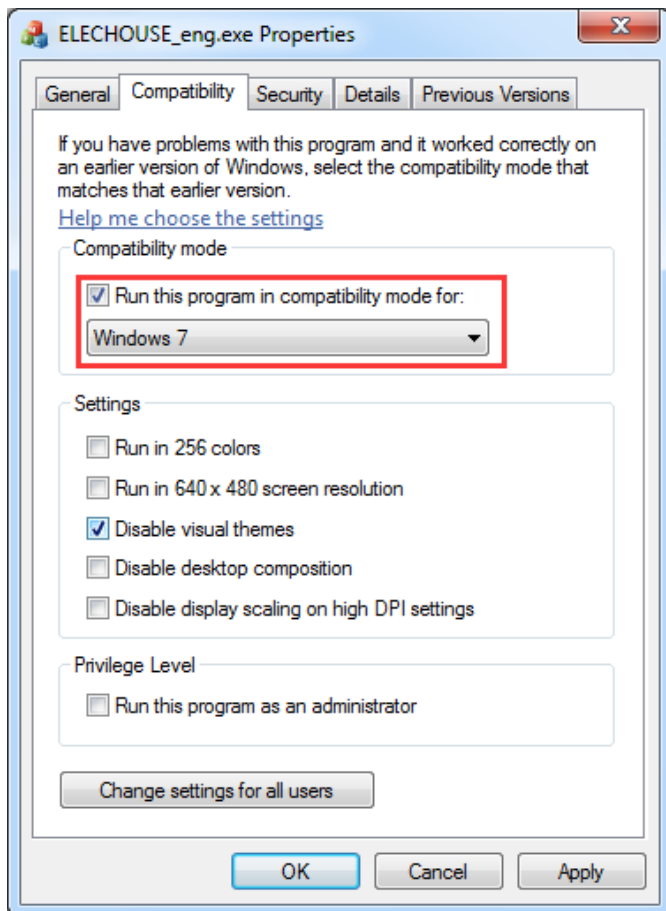 ELECHOUSE_eng.exe Properties
General Compatibility Security Details Previous Versions
If you have problems with this program and it worked correctly on
an earlier version of Windows, select the compatibility mode that
matches that earlier version.
Help me choose the settings
Compatibility mode
Run this program in compatibility mode for:
Windows 7
Settings
Run in 256 colors
Run in 640 x 480 screen resolution
Disable visual themes
Disable desktop composition
Disable display scaling on high DPI settings
Privilege Level
Run this program as an administrator
Change settings for all users
OK Cancel Apply